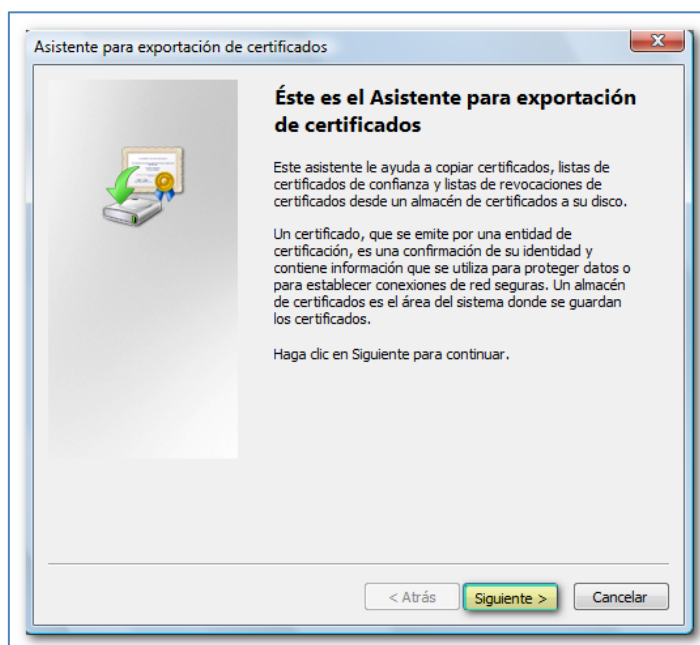 Asistente para exportación de certificados
Éste es el Asistente para exportación
de certificados
Este asistente le ayuda a copiar certificados, listas de
certificados de confianza y listas de revocaciones de
certificados desde un almacén de certificados a su disco.
Un certificado, que se emite por una entidad de
certificación, es una confirmación de su identidad y
contiene información que se utiliza para proteger datos o
para establecer conexiones de red seguras. Un almacén
de certificados es el área del sistema donde se guardan
los certificados.
Haga clic en Siguiente para continuar.
< Atrás Siguiente > Cancelar